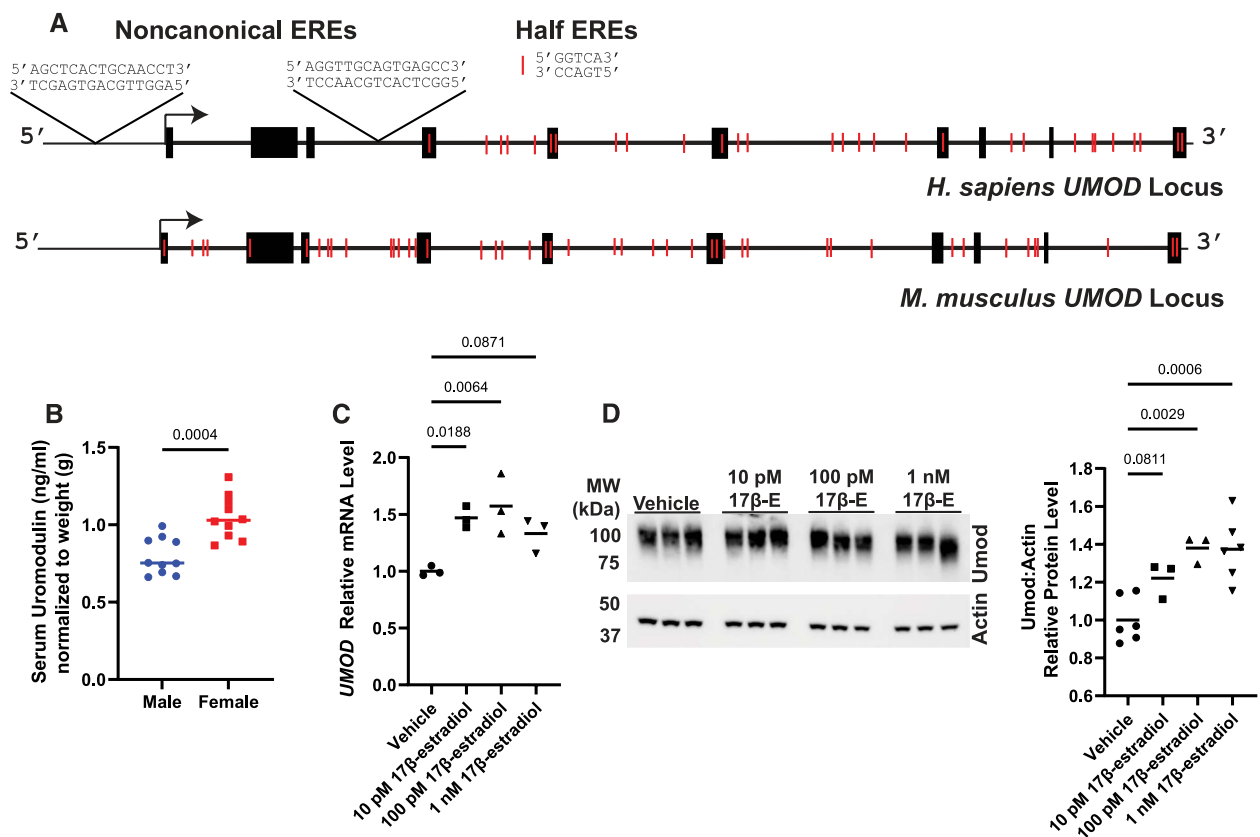 A
Noncanonical EREs
Half EREs
5'AGCTCACTGCAACCT3'
3'TCGAGTGACGTTGGA5'
5'AGGTTGCAGTGAGCC3'
3'TCCAACGTCACTCGG5'
5'GGTCA3'
3'CCAGT5'
5'
3'
H. sapiens UMOD Locus
5'
3'
M. musculus UMOD Locus
B
Serum Uromodulin (ng/ml)
normalized to weight (g)
0.0004
1.5
1.0
0.5
0.0
Male
Female
C
UMOD Relative mRNA Level
0.0871
0.0064
0.0188
2.0
1.5
1.0
0.5
0.0
Vehicle
10 pM 17β-estradiol
100 pM 17β-estradiol
1 nM 17β-estradiol
D
MW
(kDa)
Vehicle
10 pM
17β-E
100 pM
17β-E
1 nM
17β-E
100
75
Umod
50
37
Actin
Umod:Actin
Relative Protein Level
0.0006
0.0029
0.0811
1.8
1.6
1.4
1.2
1.0
0.8
0.6
Vehicle
10 pM 17β-estradiol
100 pM 17β-estradiol
1 nM 17β-estradiol